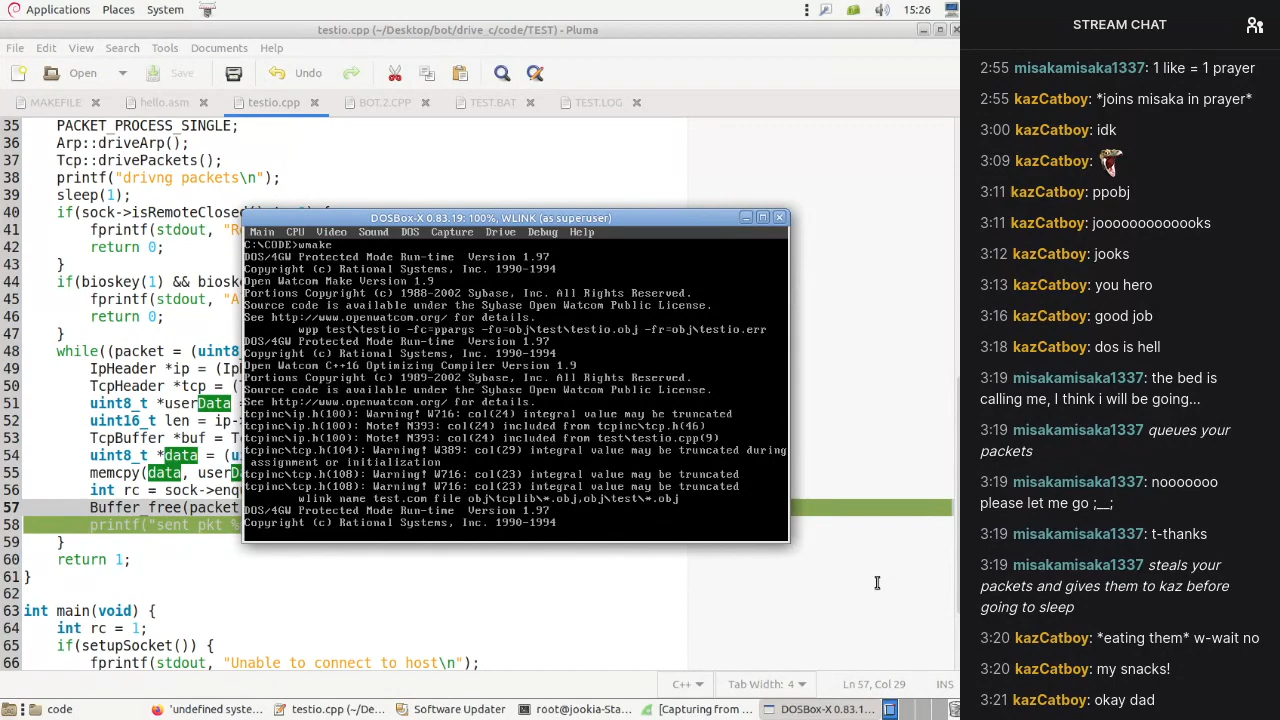 Applications Places System 15:26
testio.cpp (~/Desktop/bot/drive_c/code/TEST) - Pluma
File Edit View Search Tools Documents Help
Open Save Undo
MAKEFILE hello.asm testio.cpp BOT.2.CPP TEST.BAT TEST.LOG
35 PACKET_PROCESS_SINGLE;
36 Arp::driveArp();
37 Tcp::drivePackets();
38 printf("drivng packets\n");
39 sleep(1);
40 if(sock->isRemoteClosed
41 fprintf(stdout, "R
42 return 0;
43 }
44 if(bioskey(1) && biosk
45 fprintf(stdout, "A
46 return 0;
47 }
48 while((packet = (uint8_
49 IpHeader *ip = (Ip
50 TcpHeader *tcp = (
51 uint8_t *userData =
52 uint16_t len = ip-
53 TcpBuffer *buf = T
54 uint8_t *data = (u
55 memcpy(data, userD
56 int rc = sock->enq
57 Buffer_free(packet
58 printf("sent pkt %
59 }
60 return 1;
61 }
62
63 int main(void) {
64 int rc = 1;
65 if(setupSocket()) {
66 fprintf(stdout, "Unable to connect to host\n");
DOSBox-X 0.83.19: 100%, WLINK (as superuser)
Main CPU Video Sound DOS Capture Drive Debug Help
C:\CODE>wmake
DOS/4GW Protected Mode Run-time Version 1.97
Copyright (c) Rational Systems, Inc. 1990-1994
Open Watcom Make Version 1.9
Portions Copyright (c) 1988-2002 Sybase, Inc. All Rights Reserved.
Source code is available under the Sybase Open Watcom Public License.
See http://www.openwatcom.org/ for details.
wpp test\testio -fc=ppargs -fo=obj\test\testio.obj -fr=obj\testio.err
DOS/4GW Protected Mode Run-time Version 1.97
Copyright (c) Rational Systems, Inc. 1990-1994
Open Watcom C++16 Optimizing Compiler Version 1.9
Portions Copyright (c) 1989-2002 Sybase, Inc. All Rights Reserved.
Source code is available under the Sybase Open Watcom Public License.
See http://www.openwatcom.org/ for details.
tcpinc\ip.h(100): Warning! W716: col(24) integral value may be truncated
tcpinc\ip.h(100): Note! N393: col(24) included from tcpinc\tcp.h(46)
tcpinc\ip.h(100): Note! N393: col(24) included from test\testio.cpp(9)
tcpinc\tcp.h(104): Warning! W389: col(29) integral value may be truncated during
assignment or initialization
tcpinc\tcp.h(108): Warning! W716: col(23) integral value may be truncated
tcpinc\tcp.h(108): Warning! W716: col(23) integral value may be truncated
wlink name test.com file obj\tcplib\*.obj,obj\test\*.obj
DOS/4GW Protected Mode Run-time Version 1.97
Copyright (c) Rational Systems, Inc. 1990-1994
C++ Tab Width: 4 Ln 57, Col 29 INS
code 'undefined syste... testio.cpp (~/... Software Updater root@jookia-Sta... [Capturing from ... DOSBox-X 0.83.1...
STREAM CHAT
2:55 misakamisaka1337: 1 like = 1 prayer
2:55 kazCatboy: *joins misaka in prayer*
3:00 kazCatboy: idk
3:09 kazCatboy:
3:11 kazCatboy: ppobj
3:11 kazCatboy: joooooooooooks
3:12 kazCatboy: jooks
3:13 kazCatboy: you hero
3:16 kazCatboy: good job
3:18 kazCatboy: dos is hell
3:19 misakamisaka1337: the bed is
calling me, I think i will be going...
3:19 misakamisaka1337 queues your
packets
3:19 misakamisaka1337: nooooooo
please let me go ;__;
3:19 misakamisaka1337: t-thanks
3:19 misakamisaka1337 steals your
packets and gives them to kaz before
going to sleep
3:20 kazCatboy: *eating them* w-wait no
3:20 kazCatboy: my snacks!
3:21 kazCatboy: okay dad